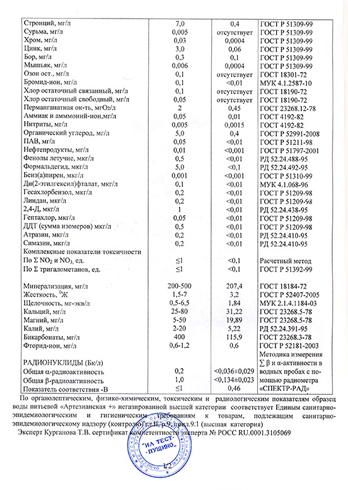 Стронций, мг/л 7,0 0,4 ГОСТ Р 51309-99
Сурьма, мг/л 0,005 отсутствует ГОСТ Р 51309-99
Хром, мг/л 0,03 0,0004 ГОСТ Р 51309-99
Цинк, мг/л 3,0 0,06 ГОСТ Р 51309-99
Бор, мг/л 0,3 0,1 ГОСТ Р 51309-99
Мышьяк, мг/л 0,006 0,0004 ГОСТ Р 51309-99
Озон ост., мг/л 0,1 отсутствует ГОСТ 18301-72
Бромид-ион, мг/л 0,1 <0,01 МУК 4.1.2587-10
Хлор остаточный связанный, мг/л 0,1 отсутствует ГОСТ 18190-72
Хлор остаточный свободный, мг/л 0,05 отсутствует ГОСТ 18190-72
Перманганатная ок-ть, мгО₂/л 2 0,45 ГОСТ 23268.12-78
Аммиак и амммоний-ион,мг/л 0,05 0,01 ГОСТ 4192-82
Нитриты, мг/л 0,005 0,0015 ГОСТ 4192-82
Органический углерод, мг/л 5,0 0,4 ГОСТ Р 52991-2008
ПАВ, мг/л 0,05 <0,01 ГОСТ Р 51211-98
Нефтепродукты, мг/л 0,01 <0,001 ГОСТ Р 51797-2001
Фенолы летучие, мкг/л 0,5 <0,01 РД 52.24.488-95
Формальдегид, мкг/л 5,0 <0,1 РД 52.24.492-95
Бенз(а)пирен, мкг/л 0,001 <0,001 ГОСТ Р 51310-99
Ди(2-этилгексил)фталат, мкг/л 0,1 <0,1 МУК 4.1.068-96
Гесахлорбензол, мкг/л 0,2 <0,01 ГОСТ Р 51209-98
Линдан, мкг/л 0,2 <0,01 ГОСТ Р 51209-98
2,4-Д, мкг/л 1 <0,01 РД 52.24.438-95
Гептахлор, мкг/л 0,05 <0,01 ГОСТ Р 51209-98
ДДТ (сумма изомеров) мкг/л 0,5 <0,01 ГОСТ Р 51209-98
Атразин, мкг/л 0,2 <0,01 РД 52.24.410-95
Симазин, мкг/л 0,2 <0,01 РД 52.24.410-95
Комплексные показатели токсичности
По Σ NO2 и NO3, ед. ≤1 <0,1 Расчетный метод
По Σ тригалометанов, ед. ≤1 <0,1 ГОСТ Р 51392-99
Минерализация, мг/л 200-500 207,4 ГОСТ 18184-72
Жесткость, ⁰Ж 1,5-7 3,2 ГОСТ Р 52407-2005
Щелочность, мг-экв/л 0,5-6,5 1,84 МУК 2.1.4.1184-03
Кальций, мг/л 25-80 31,22 ГОСТ 23268.5-78
Магний, мг/л 5-50 19,89 ГОСТ 23268.5-78
Калий, мг/л 2-20 5,22 РД 52.24.391-95
Бикарбонаты, мг/л 400 115,9 ГОСТ 23268.3-78
Фторид-ион, мг/л 0,6-1,2 0,6 ГОСТ Р 52181-2003
РАДИОНУКЛИДЫ (Бк/л) Методика измерения
Σ β и α-активности в
Общая α-радиоактивность 0,2 <0,036±0,029 водных пробах с по-
Общая β-радиоактивность 1,0 <0,134±0,023 мощью радиометра
Показатель соответствия -В ≤1 0,46 «СПЕКТР-РАД»
По органолептическим, физико-химическим, токсическим и радиологическим показателям образец
воды питьевой «Артезианская +» негазированной высшей категории соответствует Единым санитарно-
эпидемиологическим и гигиеническим требованиям к товарам, подлежащим санитарно-
эпидемиологическому надзору (контролю) (высшая категория)
Эксперт Курганова Т.В. сертификат компетентности эксперта № РОСС RU.0001.3105069
"НА ТЕСТ-
ПУЩИНО"